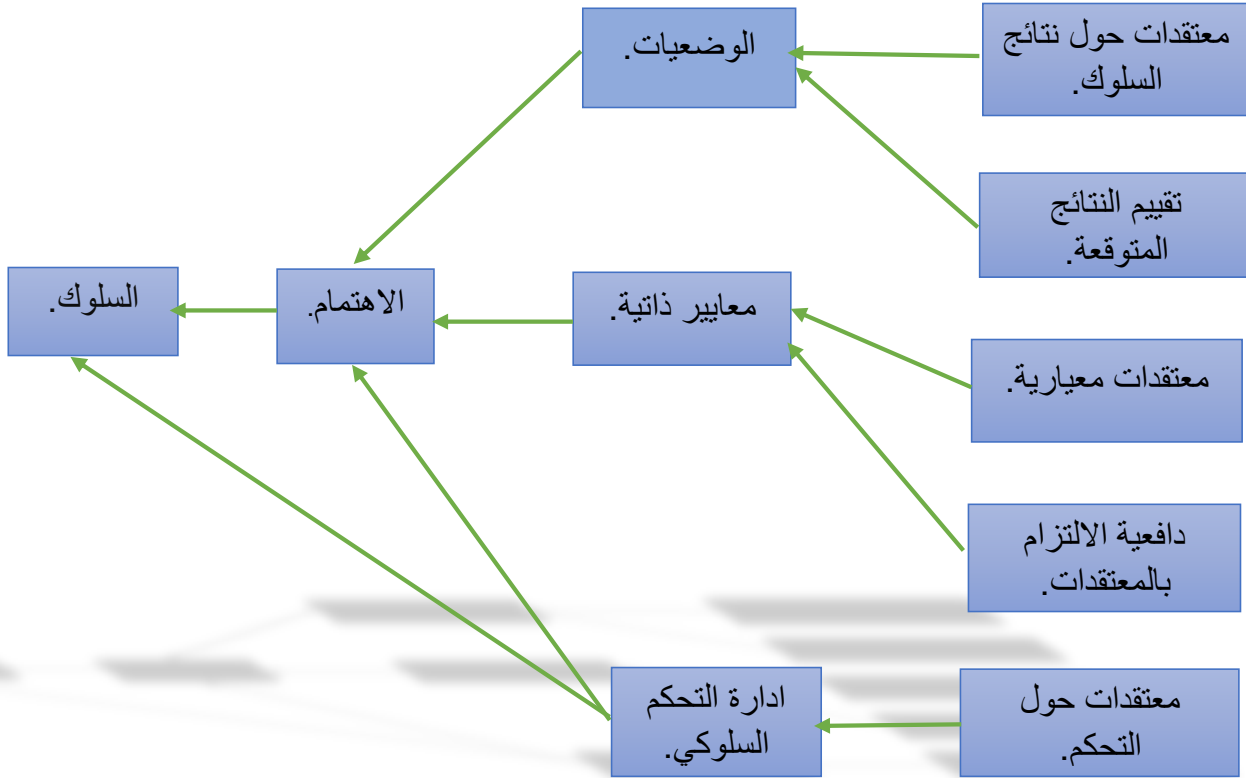 معتقدات حول نتائج
السلوك.
الوضعيات.
تقييم النتائج
المتوقعة.
معايير ذاتية.
الاهتمام.
السلوك.
معتقدات معيارية.
دافعية الالتزام
بالمعتقدات.
معتقدات حول
التحكم.
ادارة التحكم
السلوكي.